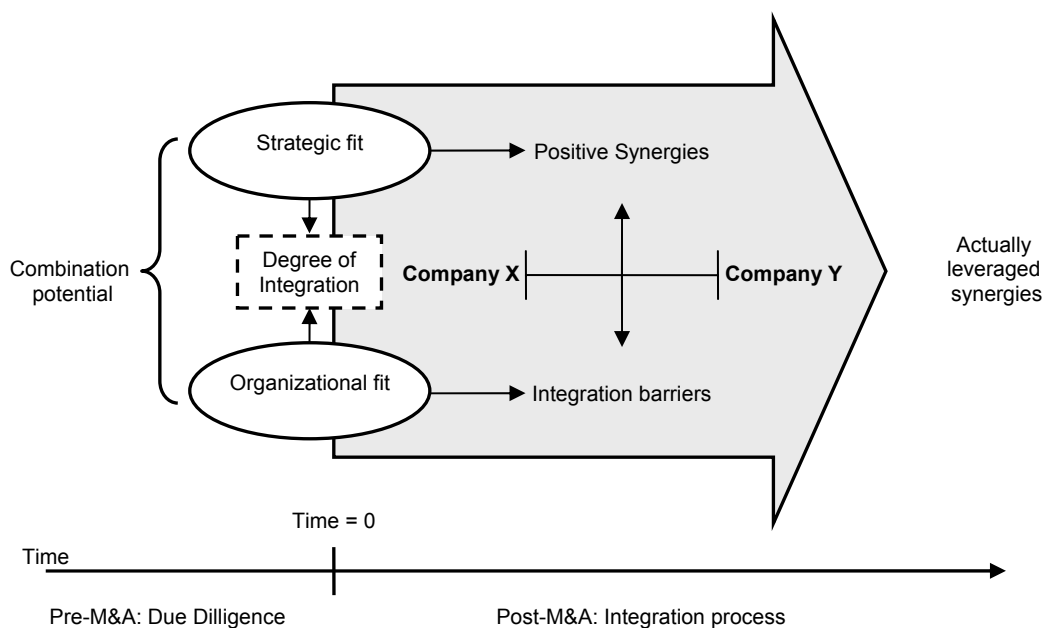 Strategic fit
Positive Synergies
Combination
potential
Degree of
Integration
Company X
Company Y
Actually
leveraged
synergies
Organizational fit
Integration barriers
Time = 0
Time
Pre-M&A: Due Dilligence
Post-M&A: Integration process